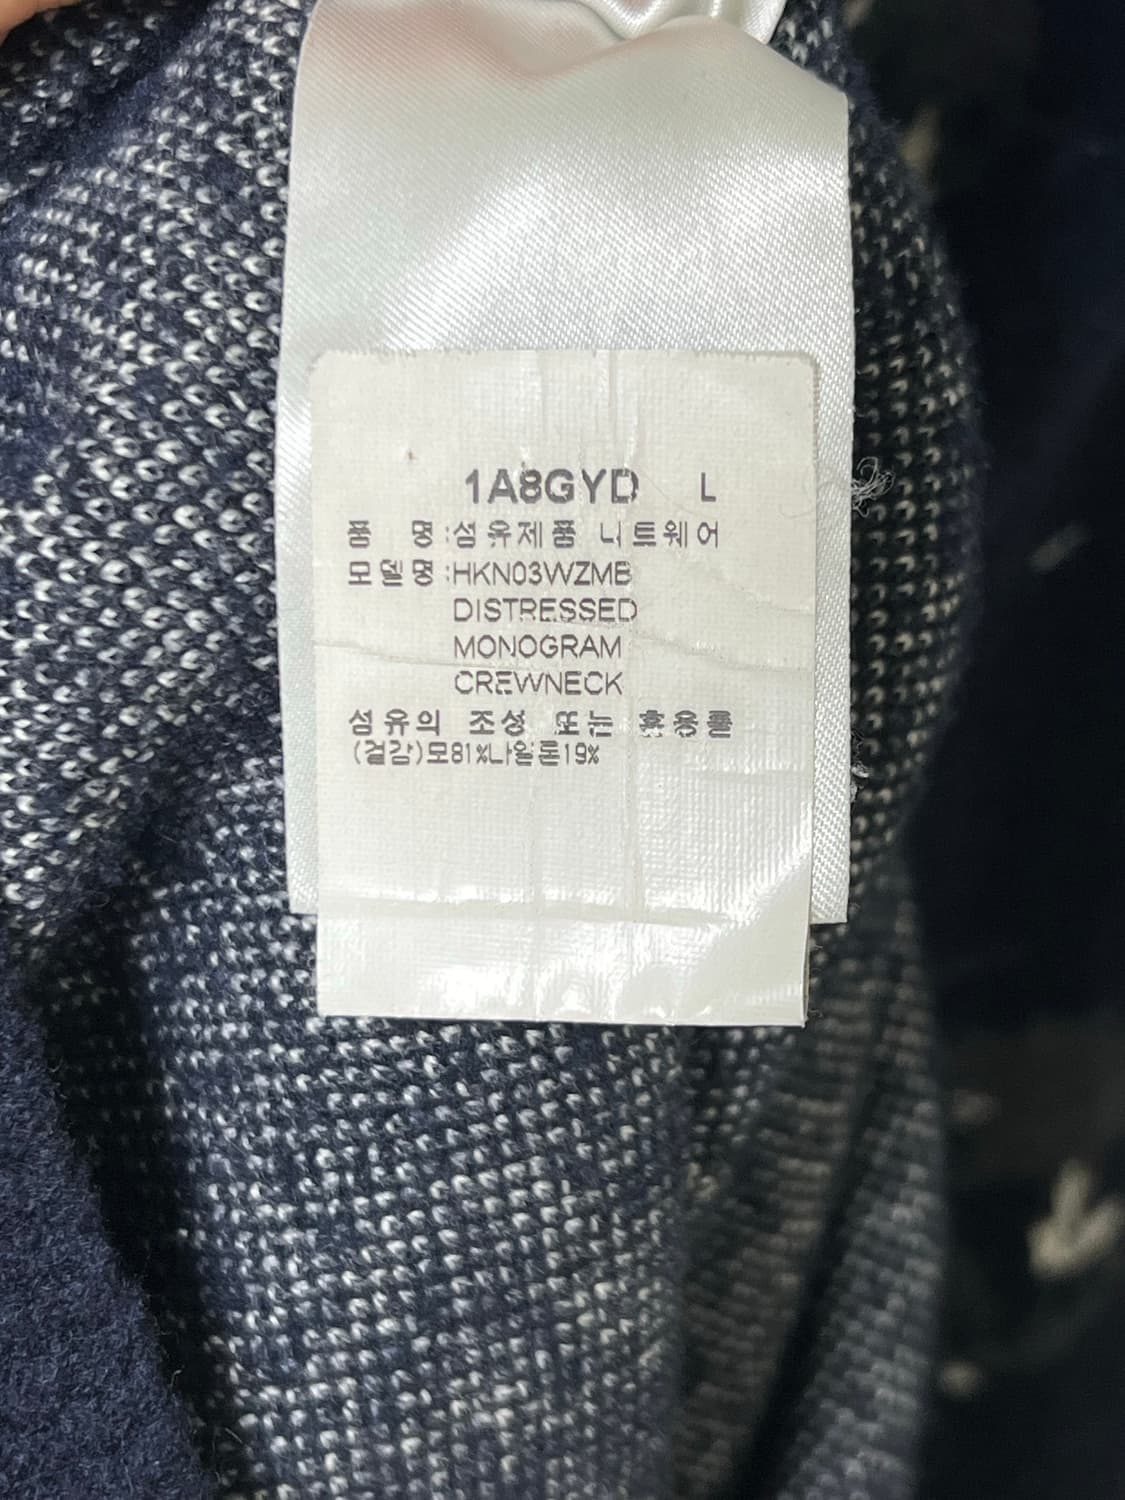 1A8GYD L
품 명:섬유제품 니트웨어
모델명:HKN03WZMB
DISTRESSED
MONOGRAM
CREWNECK
섬유의 조성 또는 혼용률
(겉감)모81%나일론19%